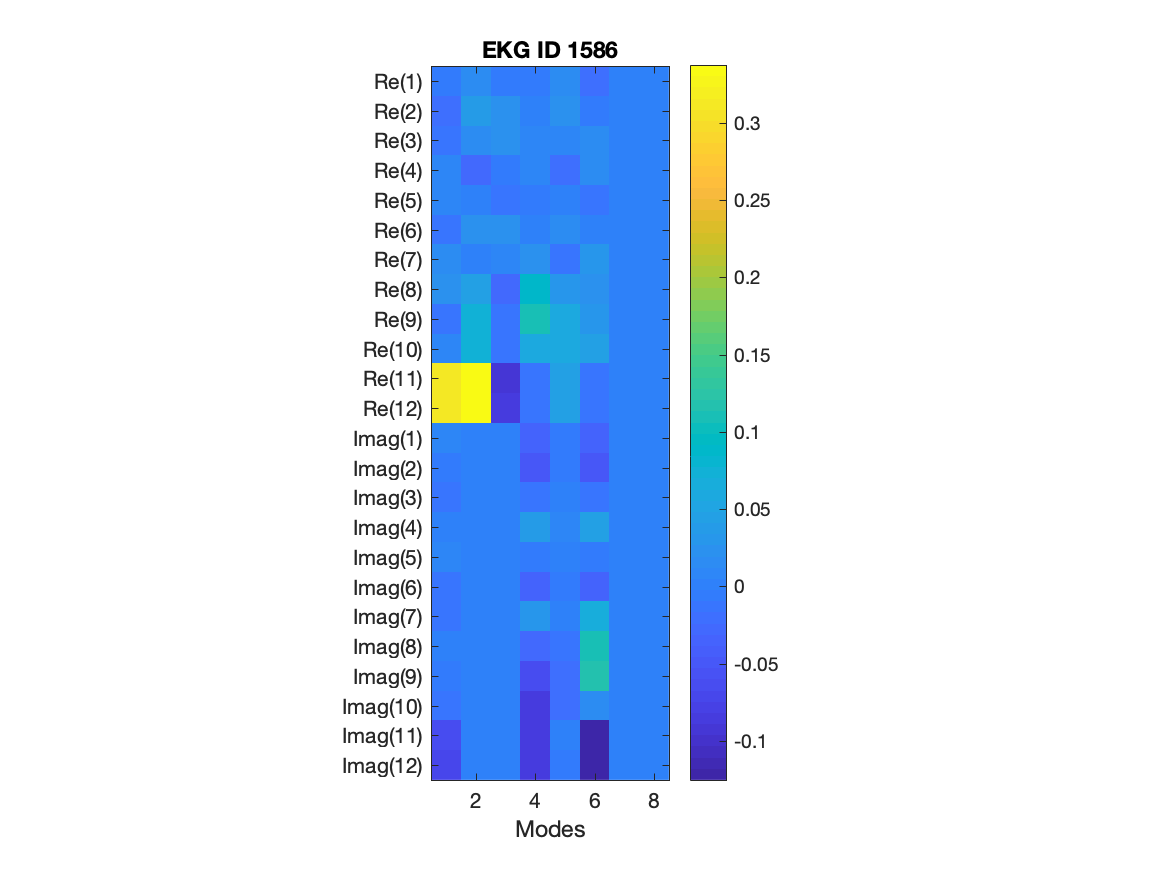 EKG ID 1586
Re(1)
Re(2)
Re(3)
Re(4)
Re(5)
Re(6)
Re(7)
Re(8)
Re(9)
Re(10)
Re(11)
Re(12)
Imag(1)
Imag(2)
Imag(3)
Imag(4)
Imag(5)
Imag(6)
Imag(7)
Imag(8)
Imag(9)
Imag(10)
Imag(11)
Imag(12)
2 4 6 8
Modes
0.3
0.25
0.2
0.15
0.1
0.05
0
-0.05
-0.1